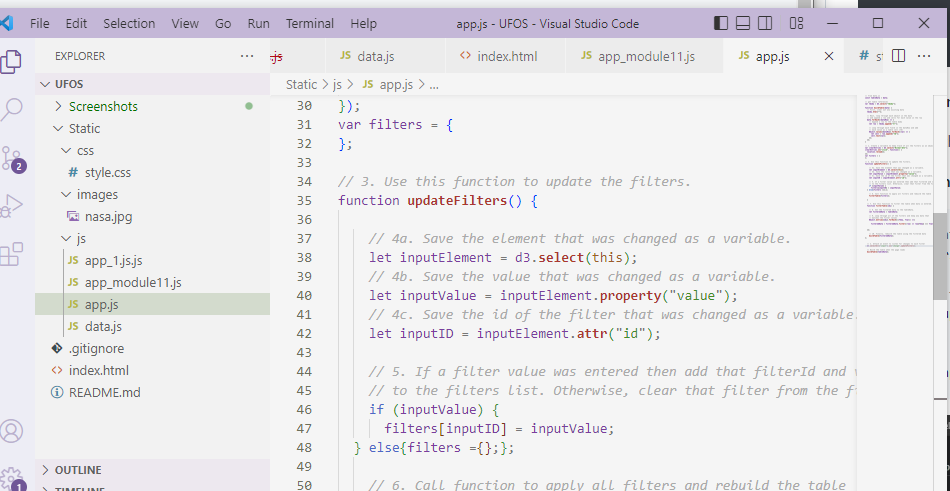 File Edit Selection View Go Run Terminal Help app.js - UFOS - Visual Studio Code
EXPLORER
.js
JS data.js
<> index.html
JS app_module11.js
JS app.js
#
Static > js > JS app.js > ...
UFOS
Screenshots
Static
css
# style.css
images
nasa.jpg
js
JS app_1.js.js
JS app_module11.js
JS app.js
JS data.js
.gitignore
<> index.html
README.md
OUTLINE
TIMELINE
2
1
30 });
31 var filters = {
32 };
33
34 // 3. Use this function to update the filters.
35 function updateFilters() {
36
37 // 4a. Save the element that was changed as a variable.
38 let inputElement = d3.select(this);
39 // 4b. Save the value that was changed as a variable.
40 let inputValue = inputElement.property("value");
41 // 4c. Save the id of the filter that was changed as a variable.
42 let inputID = inputElement.attr("id");
43
44 // 5. If a filter value was entered then add that filterId and
45 // to the filters list. Otherwise, clear that filter from the
46 if (inputValue) {
47 filters[inputID] = inputValue;
48 } else{filters ={};};
49
50 // 6. Call function to apply all filters and rebuild the table